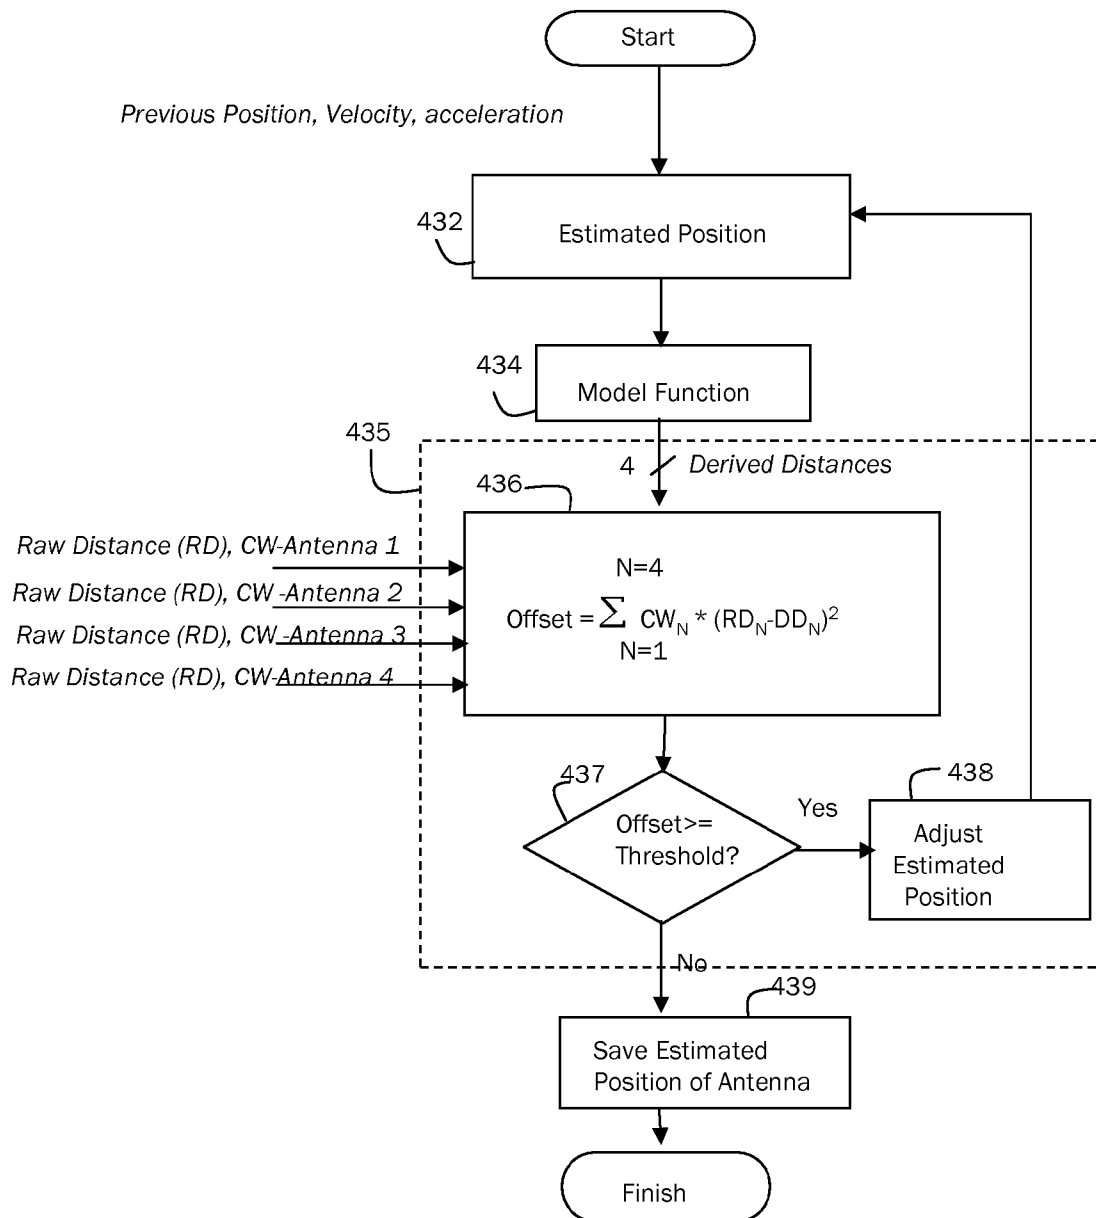 Start
Previous Position, Velocity, acceleration
432
Estimated Position
434
Model Function
435
4
Derived Distances
436
Raw Distance (RD), CW-Antenna 1
Raw Distance (RD), CW-Antenna 2
Raw Distance (RD), CW-Antenna 3
Raw Distance (RD), CW-Antenna 4
N=4
Offset = ∑ CW_N * (RD_N-DD_N)²
N=1
437
Offset>=
Threshold?
Yes
438
Adjust
Estimated
Position
No
439
Save Estimated
Position of Antenna
Finish